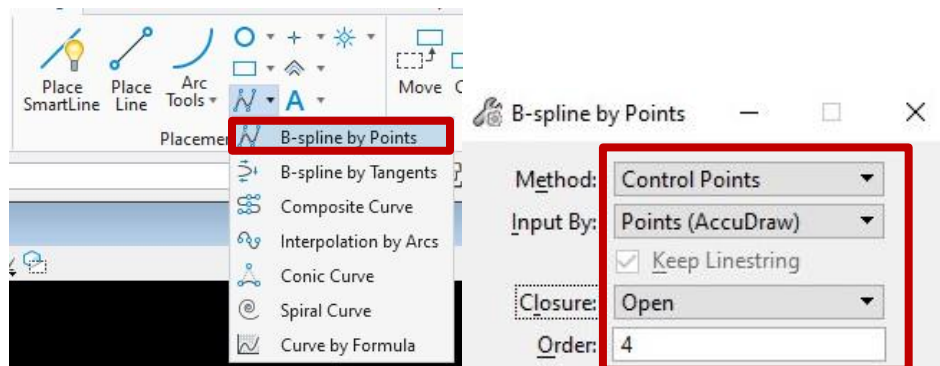 Place SmartLine
Place Line
Arc Tools
A
Move
Placemen
B-spline by Points
B-spline by Tangents
Composite Curve
Interpolation by Arcs
Conic Curve
Spiral Curve
Curve by Formula
B-spline by Points
Method: Control Points
Input By: Points (AccuDraw)
Keep Linestring
Closure: Open
Order: 4